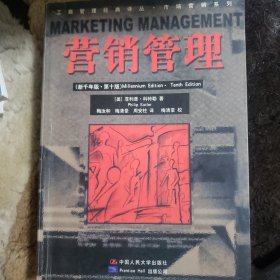 ·工商管理经典译丛·市场营销系列
MARKETING MANAGEMENT
营销管理
(新千年版·第十版)Millennium Edition· Tenth Edition
[美] 菲利普·科特勒 著
Philip Kotler
梅汝和 梅清豪 周安柱 译 梅清豪 校
中国人民大学出版社
Prentice Hall 出版公司